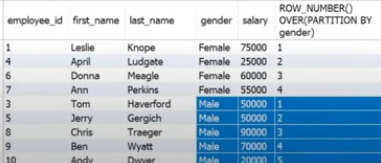 employee_id first_name last_name gender salary ROW_NUMBER() OVER(PARTITION BY gender)
1 Leslie Knope Female 75000 1
4 April Ludgate Female 25000 2
6 Donna Meagle Female 60000 3
7 Ann Perkins Female 55000 4
3 Tom Haverford Male 50000 1
5 Jerry Gergich Male 50000 2
8 Chris Traeger Male 90000 3
9 Ben Wyatt Male 70000 4
10 Andy Dwyer Male 20000 5